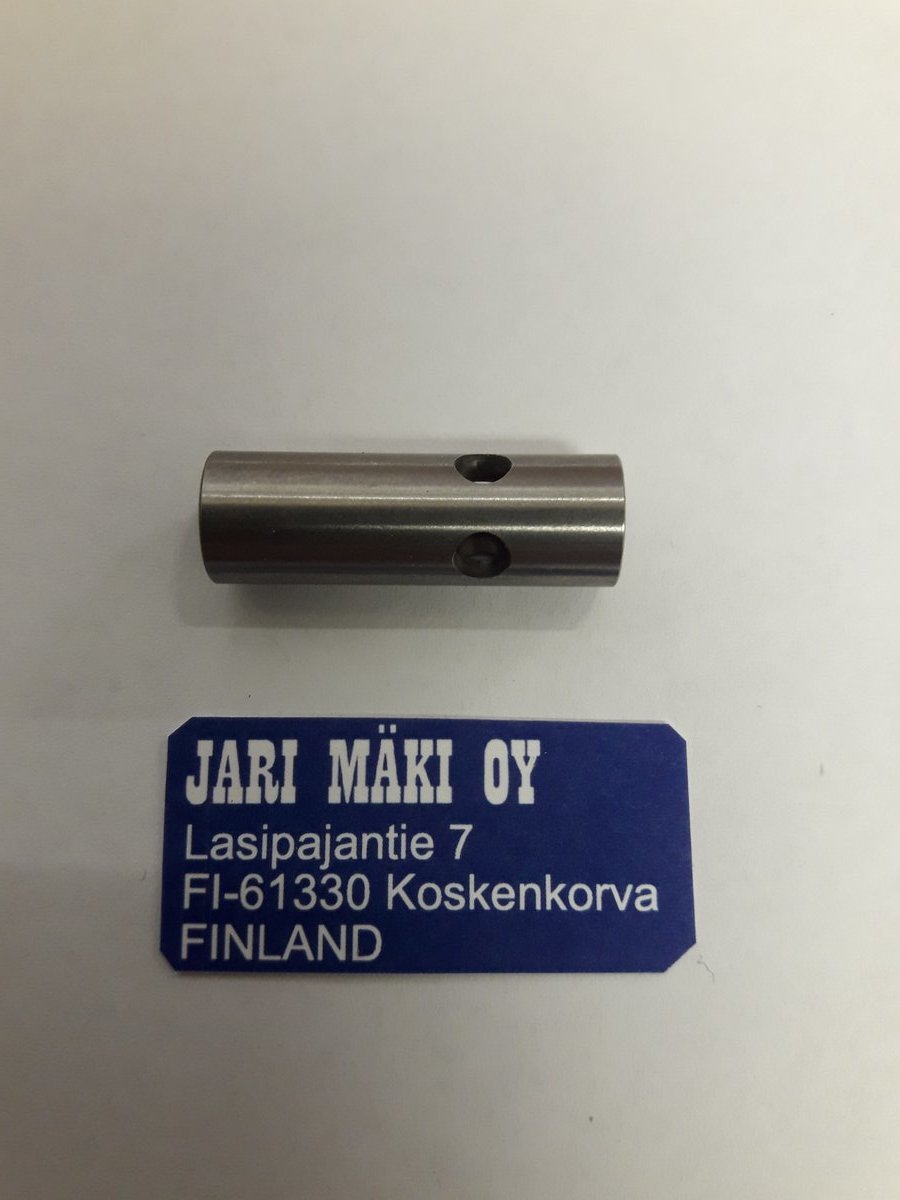 JARI MÄKI OY
Lasipajantie 7
FI-61330 Koskenkorva
FINLAND